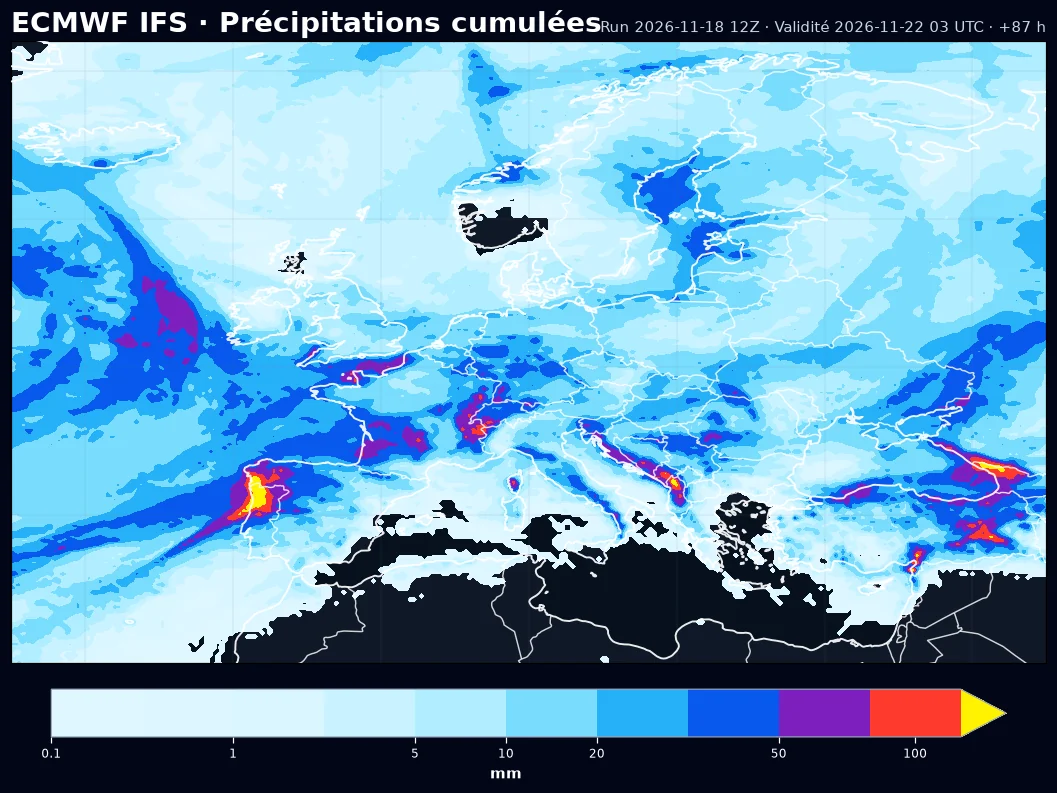 ECMWF IFS · Précipitations cumulées
Run 2026-11-18 12Z · Validité 2026-11-22 03 UTC · +87 h
0.1 1 5 10 20 50 100
mm